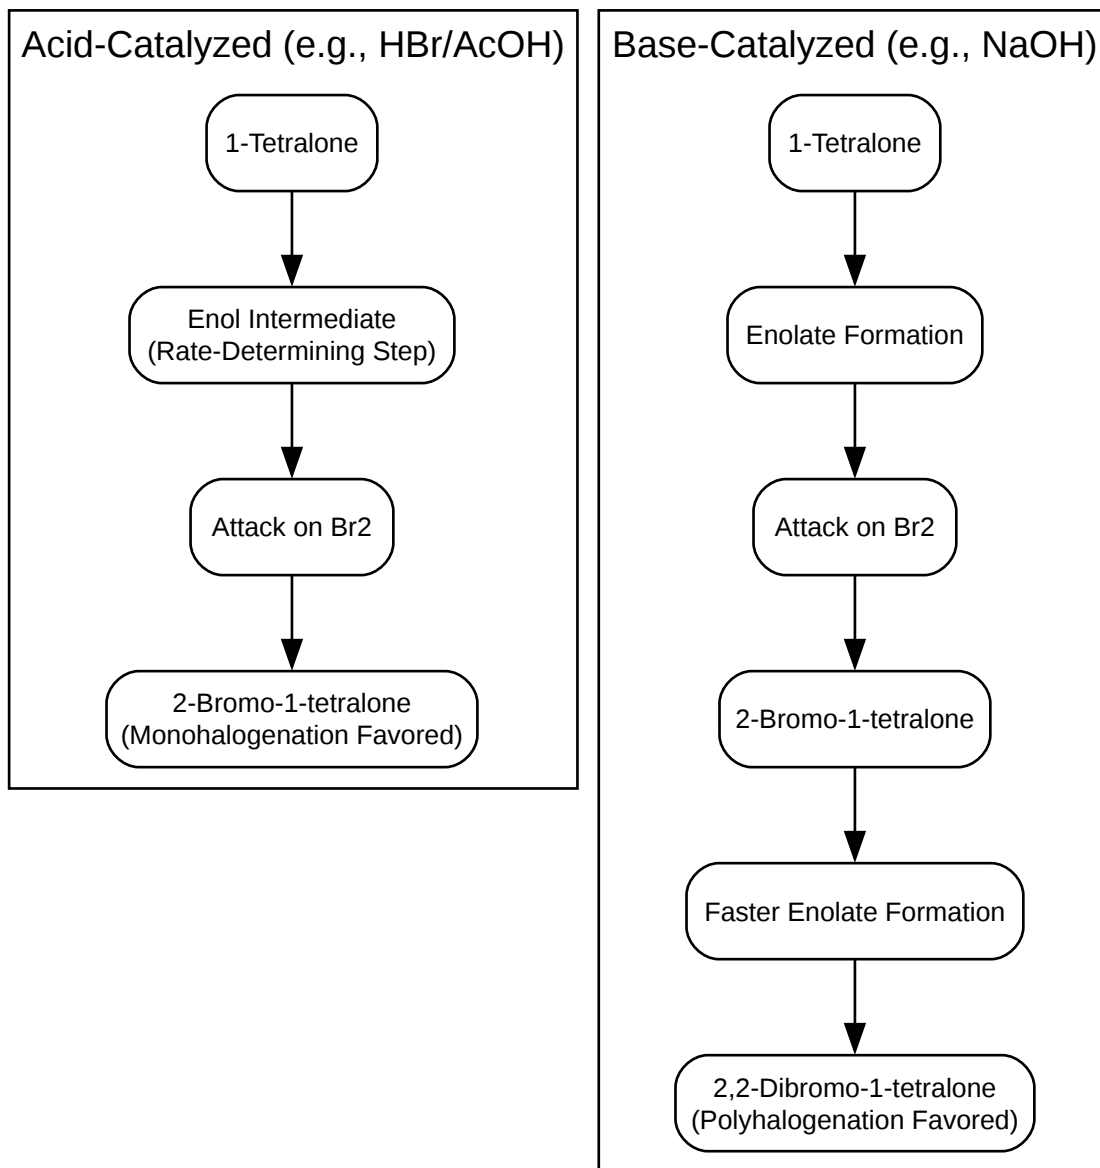 Acid-Catalyzed (e.g., HBr/AcOH)
1-Tetralone
Enol Intermediate
(Rate-Determining Step)
Attack on Br2
2-Bromo-1-tetralone
(Monohalogenation Favored)
Base-Catalyzed (e.g., NaOH)
1-Tetralone
Enolate Formation
Attack on Br2
2-Bromo-1-tetralone
Faster Enolate Formation
2,2-Dibromo-1-tetralone
(Polyhalogenation Favored)